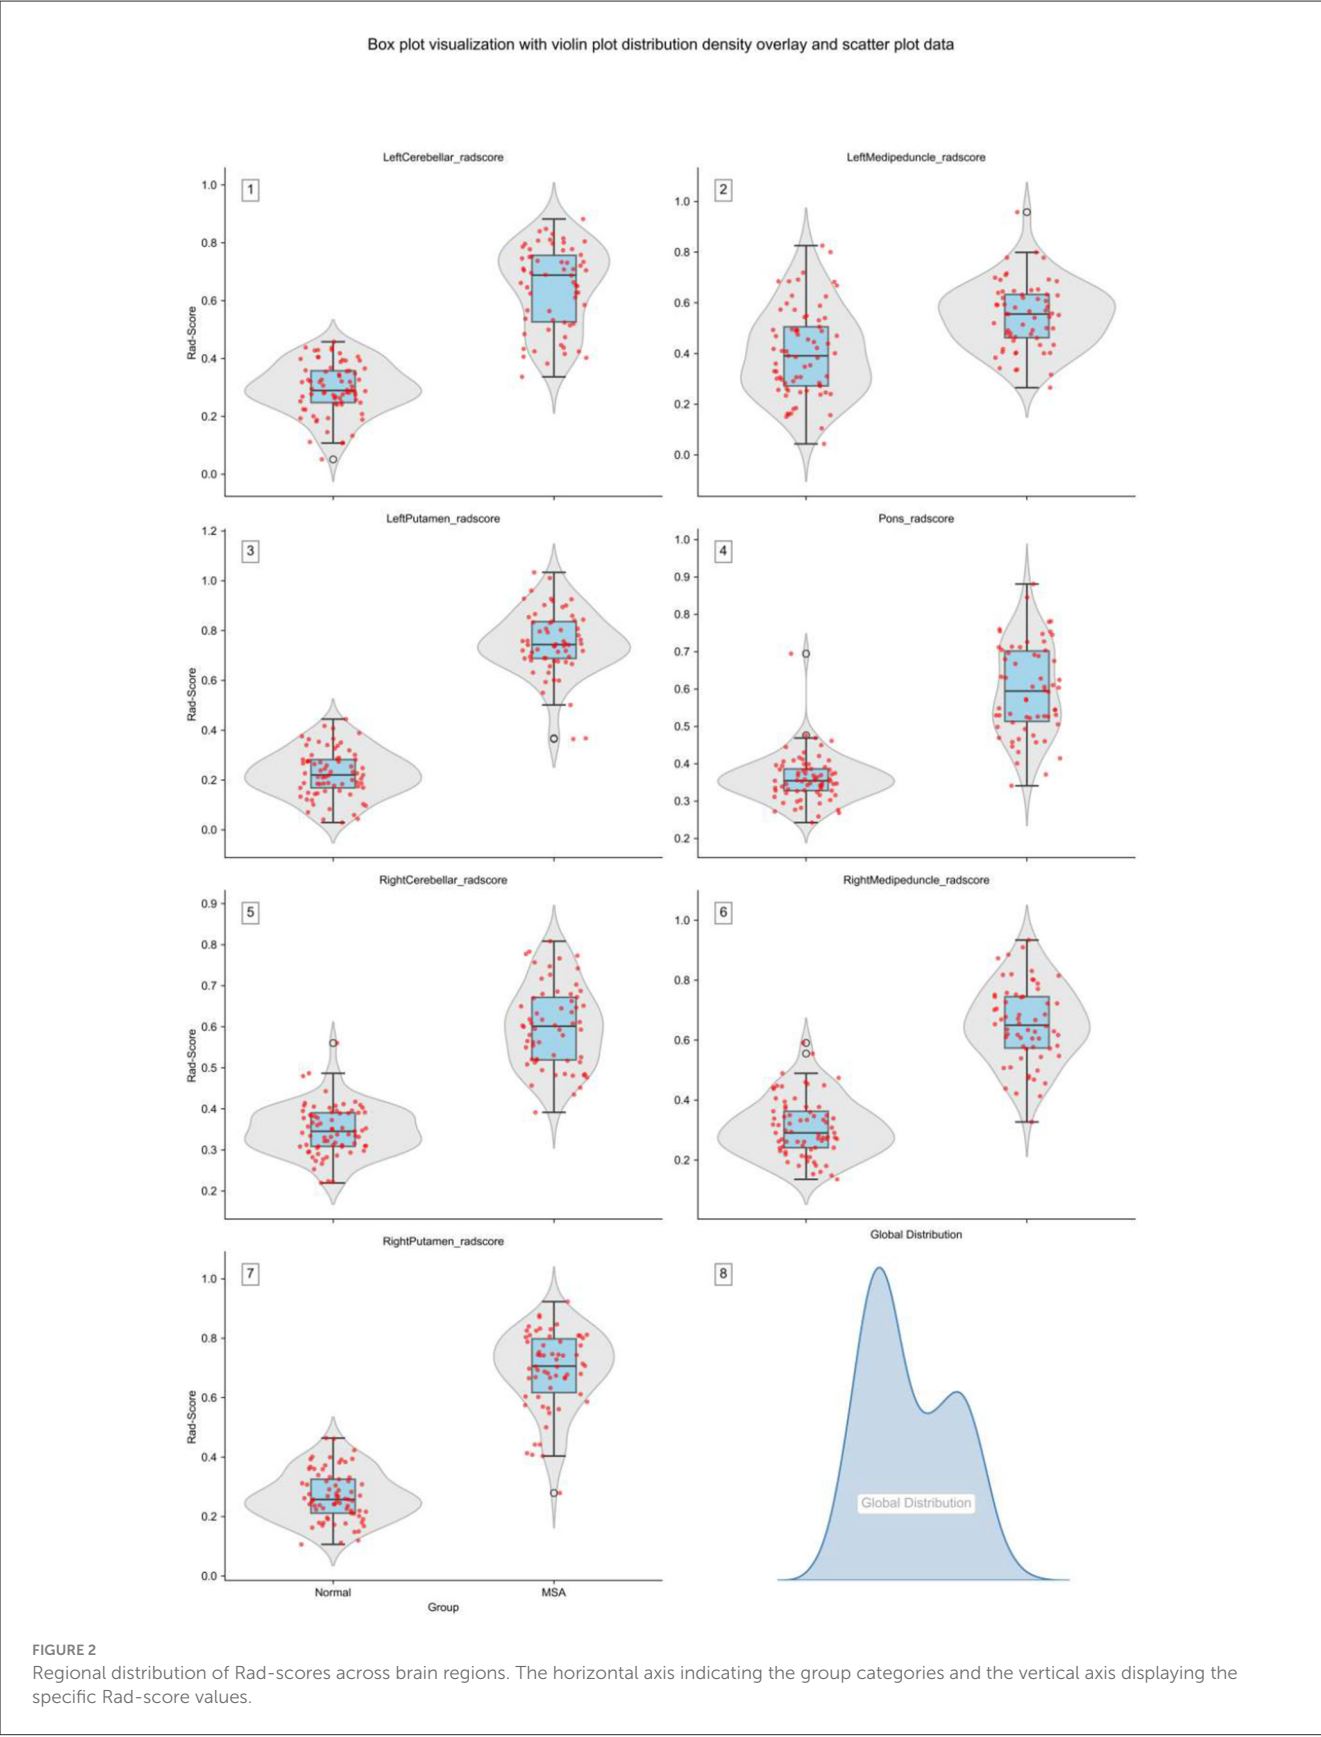 Box plot visualization with violin plot distribution density overlay and scatter plot data
LeftCerebellar_radscore
1
1.0
0.8
0.6
0.4
0.2
0.0
Rad-Score
LeftMedipeduncle_radscore
2
1.0
0.8
0.6
0.4
0.2
0.0
LeftPutamen_radscore
3
1.2
1.0
0.8
0.6
0.4
0.2
0.0
Rad-Score
Pons_radscore
4
1.0
0.9
0.8
0.7
0.6
0.5
0.4
0.3
0.2
RightCerebellar_radscore
5
0.9
0.8
0.7
0.6
0.5
0.4
0.3
0.2
Rad-Score
RightMedipeduncle_radscore
6
1.0
0.8
0.6
0.4
0.2
RightPutamen_radscore
7
1.0
0.8
0.6
0.4
0.2
0.0
Rad-Score
Normal
MSA
Group
Global Distribution
8
Global Distribution
FIGURE 2
Regional distribution of Rad-scores across brain regions. The horizontal axis indicating the group categories and the vertical axis displaying the
specific Rad-score values.